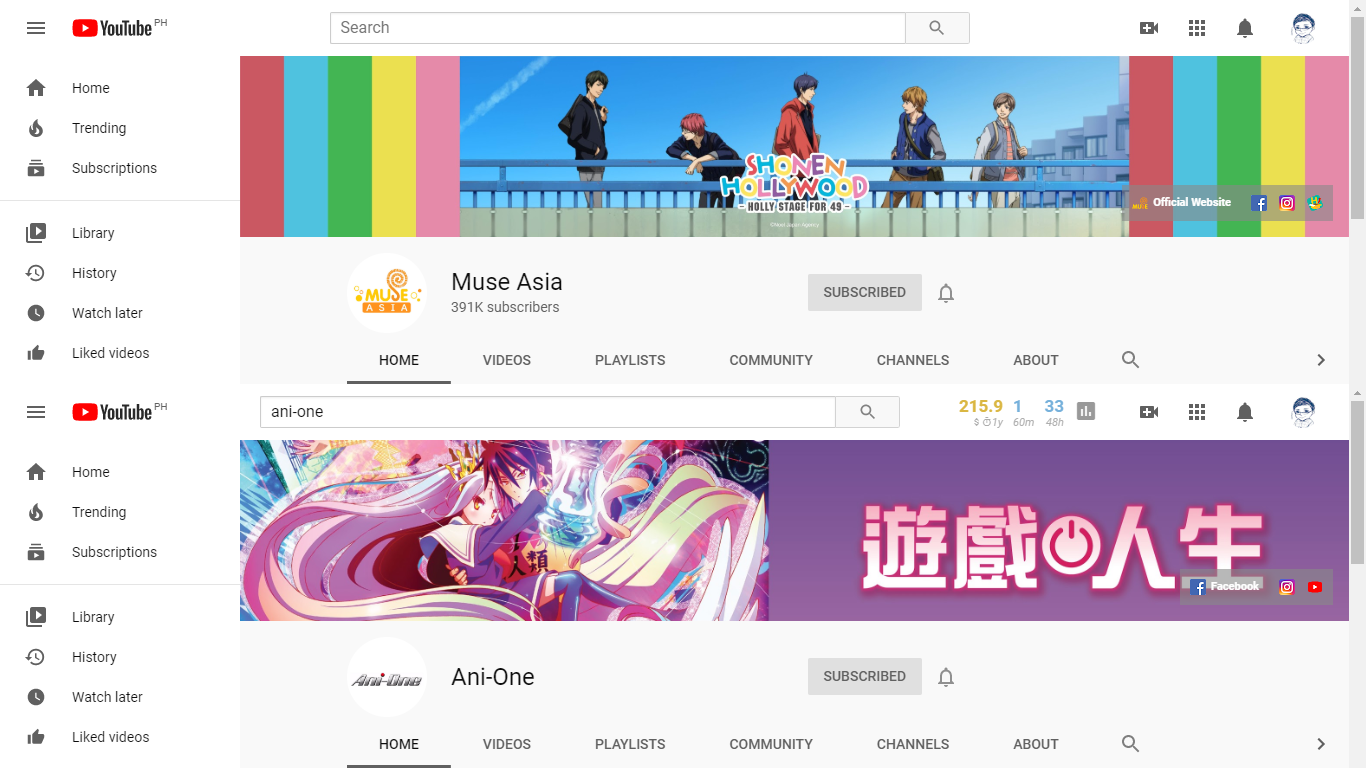 YouTube PH
Search
Home
Trending
Subscriptions
Library
History
Watch later
Liked videos
SHONEN
HOLLYWOOD
- HOLLY STAGE FOR 49 -
MUSE Official Website
MUSE
ASIA
Muse Asia
391K subscribers
SUBSCRIBED
HOME VIDEOS PLAYLISTS COMMUNITY CHANNELS ABOUT
YouTube PH
ani-one
215.9 1 33
$ 1y 60m 48h
Home
Trending
Subscriptions
Library
History
Watch later
Liked videos
人類
遊戲人生
Facebook
Ani-One
Ani-One
SUBSCRIBED
HOME VIDEOS PLAYLISTS COMMUNITY CHANNELS ABOUT